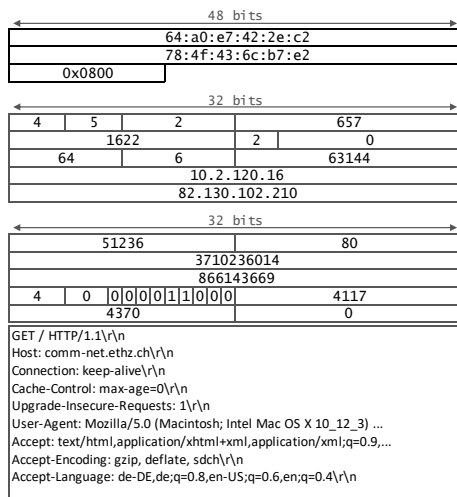 48 bits
64:a0:e7:42:2e:c2
78:4f:43:6c:b7:e2
0x0800
32 bits
4 5 2 657
1622 2 0
64 6 63144
10.2.120.16
82.130.102.210
32 bits
51236 80
3710236014
866143669
4 0 0 0 0 0 1 1 0 0 0 4117
4370 0
GET / HTTP/1.1\r\n
Host: comm-net.ethz.ch\r\n
Connection: keep-alive\r\n
Cache-Control: max-age=0\r\n
Upgrade-Insecure-Requests: 1\r\n
User-Agent: Mozilla/5.0 (Macintosh; Intel Mac OS X 10_12_3) ...
Accept: text/html,application/xhtml+xml,application/xml;q=0.9,...
Accept-Encoding: gzip, deflate, sdch\r\n
Accept-Language: de-DE,de;q=0.8,en-US;q=0.6,en;q=0.4\r\n